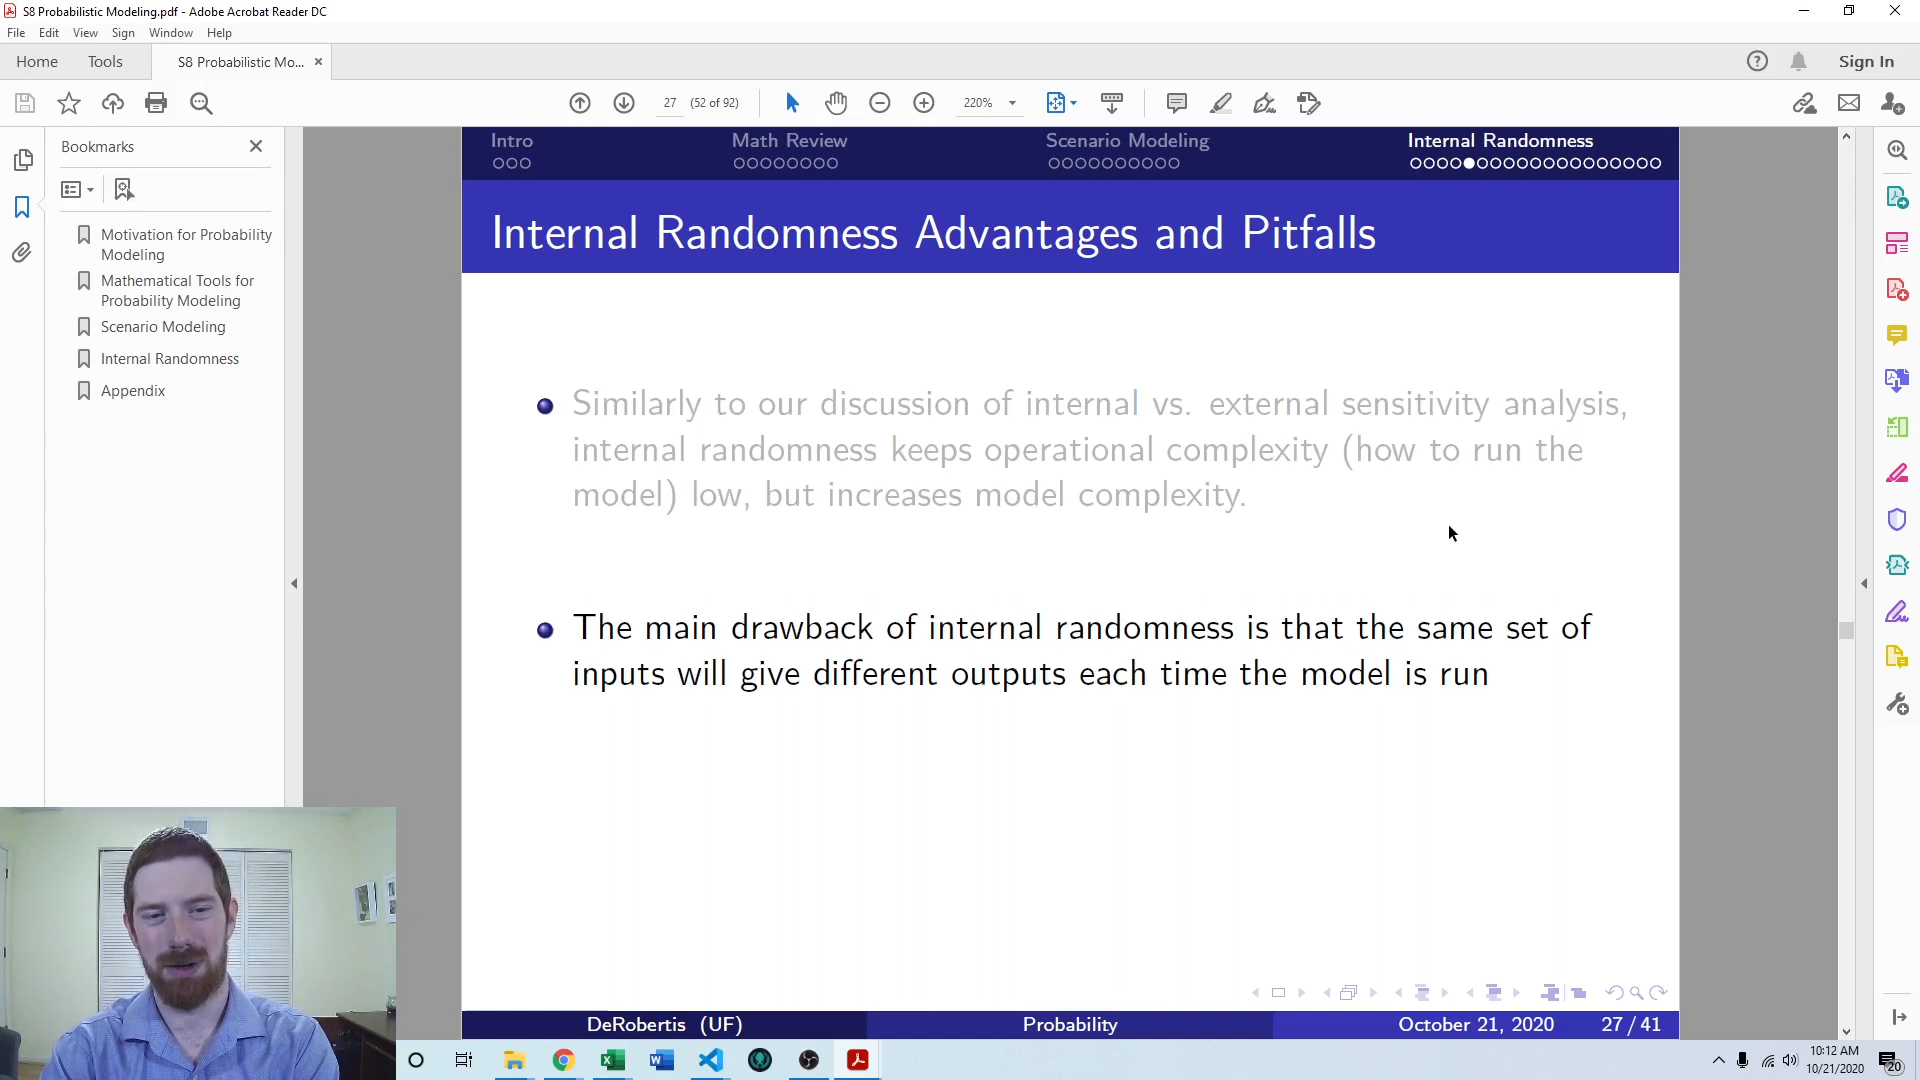 S8 Probabilistic Modeling.pdf - Adobe Acrobat Reader DC
File Edit View Sign Window Help
Home Tools S8 Probabilistic Mo... × Sign In
27 (52 of 92) 220%
Bookmarks
Motivation for Probability
Modeling
Mathematical Tools for
Probability Modeling
Scenario Modeling
Internal Randomness
Appendix
Intro Math Review Scenario Modeling Internal Randomness
Internal Randomness Advantages and Pitfalls
Similarly to our discussion of internal vs. external sensitivity analysis,
internal randomness keeps operational complexity (how to run the
model) low, but increases model complexity.
The main drawback of internal randomness is that the same set of
inputs will give different outputs each time the model is run
DeRobertis (UF) Probability October 21, 2020 27 / 41
10:12 AM
10/21/2020
20